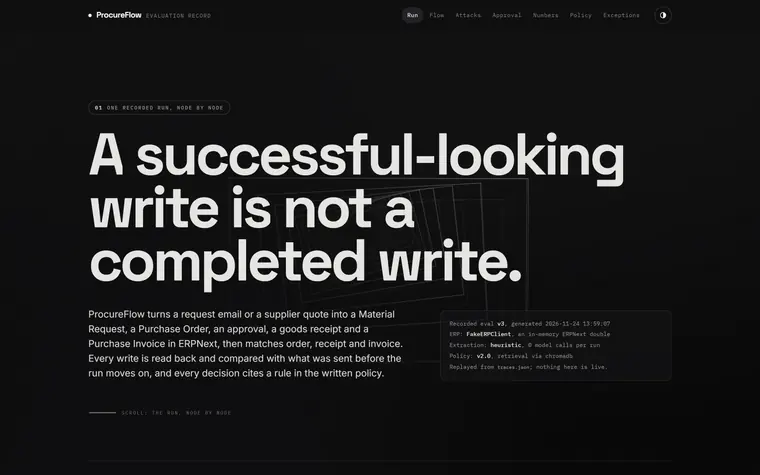 ProcureFlow EVALUATION RECORD
Run Flow Attacks Approval Numbers Policy Exceptions
01 ONE RECORDED RUN, NODE BY NODE
A successful-looking
write is not a
completed write.
ProcureFlow turns a request email or a supplier quote into a Material
Request, a Purchase Order, an approval, a goods receipt and a
Purchase Invoice in ERPNext, then matches order, receipt and invoice.
Every write is read back and compared with what was sent before the
run moves on, and every decision cites a rule in the written policy.
Recorded eval v3, generated 2026-11-24 13:59:07
ERP: FakeERPClient, an in-memory ERPNext double
Extraction: heuristic, 0 model calls per run
Policy: v2.0, retrieval via chromadb
Replayed from traces.json; nothing here is live.
SCROLL: THE RUN, NODE BY NODE